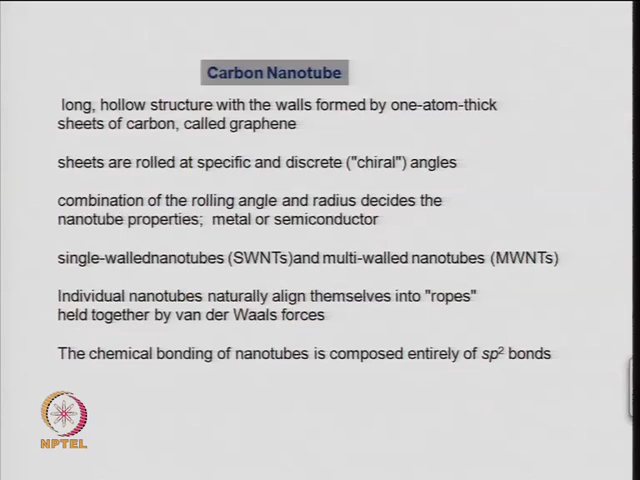 Carbon Nanotube
long, hollow structure with the walls formed by one-atom-thick
sheets of carbon, called graphene
sheets are rolled at specific and discrete ("chiral") angles
combination of the rolling angle and radius decides the
nanotube properties; metal or semiconductor
single-wallednanotubes (SWNTs)and multi-walled nanotubes (MWNTs)
Individual nanotubes naturally align themselves into "ropes"
held together by van der Waals forces
The chemical bonding of nanotubes is composed entirely of sp² bonds
NPTEL